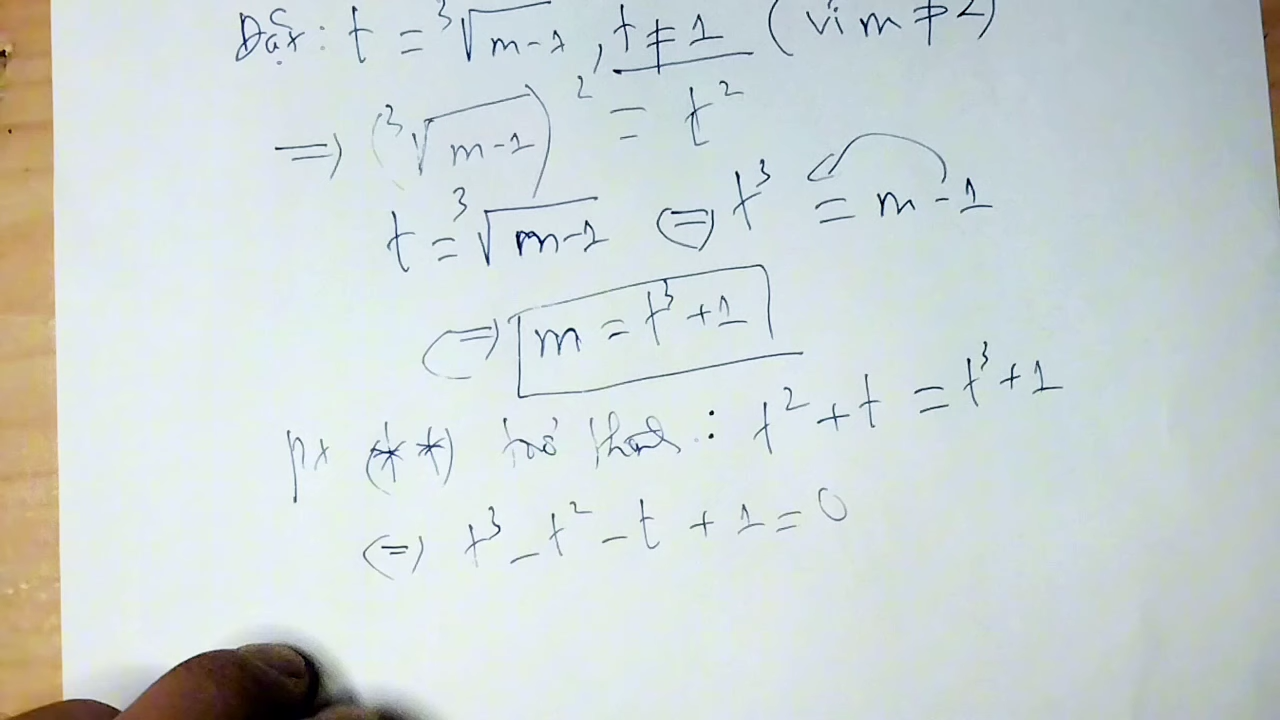 Đặt: t = ∛(m-1), t ≠ 1 (vì m ≠ 2)
=> (∛(m-1))² = t²
t = ∛(m-1) <=> t³ = m - 1
<=> m = t³ + 1
pt (**) trở thành : t² + t = t³ + 1
<=> t³ - t² - t + 1 = 0